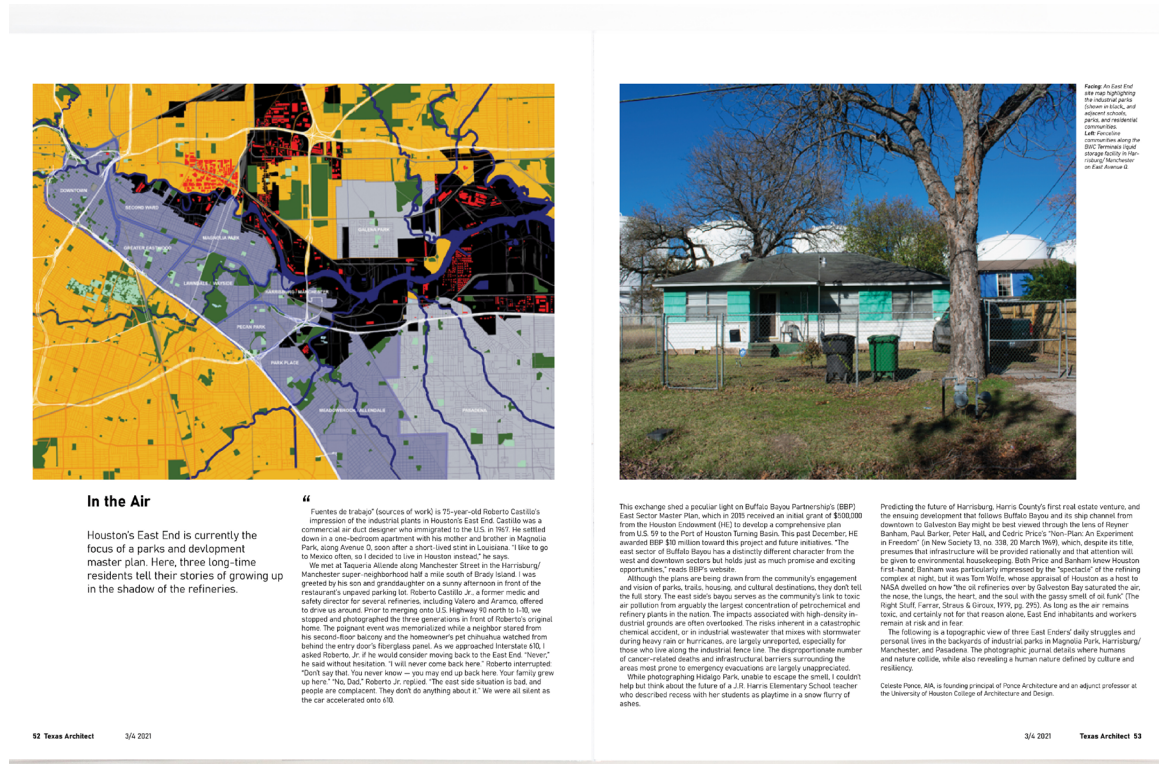 DOWNTOWN
SECOND WARD
GREATER EASTWOOD
MAGNOLIA PARK
GALENA PARK
LAWNDALE / WAYSIDE
HARRISBURG / MANCHESTER
PECAN PARK
PARK PLACE
MEADOWBROOK / ALLENDALE
PASADENA
In the Air
Houston's East End is currently the
focus of a parks and devlopment
master plan. Here, three long-time
residents tell their stories of growing up
in the shadow of the refineries.
“
Fuentes de trabajo" (sources of work) is 75-year-old Roberto Castillo's
impression of the industrial plants in Houston's East End. Castillo was a
commercial air duct designer who immigrated to the U.S. in 1967. He settled
down in a one-bedroom apartment with his mother and brother in Magnolia
Park, along Avenue O, soon after a short-lived stint in Louisiana. "I like to go
to Mexico often, so I decided to live in Houston instead," he says.
We met at Taqueria Allende along Manchester Street in the Harrisburg/
Manchester super-neighborhood half a mile south of Brady Island. I was
greeted by his son and granddaughter on a sunny afternoon in front of the
restaurant's unpaved parking lot. Roberto Castillo Jr., a former medic and
safety director for several refineries, including Valero and Aramco, offered
to drive us around. Prior to merging onto U.S. Highway 90 north to I-10, we
stopped and photographed the three generations in front of Roberto's original
home. The poignant event was memorialized while a neighbor stared from
his second-floor balcony and the homeowner's pet chihuahua watched from
behind the entry door's fiberglass panel. As we approached Interstate 610, I
asked Roberto, Jr. if he would consider moving back to the East End. "Never,"
he said without hesitation. "I will never come back here." Roberto interrupted:
"Don't say that. You never know — you may end up back here. Your family grew
up here." "No, Dad," Roberto Jr. replied. "The east side situation is bad, and
people are complacent. They don't do anything about it." We were all silent as
the car accelerated onto 610.
52 Texas Architect
3/4 2021
Facing: An East End
site map highlighting
the industrial parks
(shown in black), and
adjacent schools,
parks, and residential
communities.
Left: Fenceline
communities along the
BWC Terminals liquid
storage facility in Har-
risburg/ Manchester
on East Avenue O.
This exchange shed a peculiar light on Buffalo Bayou Partnership's (BBP)
East Sector Master Plan, which in 2015 received an initial grant of $500,000
from the Houston Endowment (HE) to develop a comprehensive plan
from U.S. 59 to the Port of Houston Turning Basin. This past December, HE
awarded BBP $10 million toward this project and future initiatives. "The
east sector of Buffalo Bayou has a distinctly different character from the
west and downtown sectors but holds just as much promise and exciting
opportunities," reads BBP's website.
Although the plans are being drawn from the community's engagement
and vision of parks, trails, housing, and cultural destinations, they don't tell
the full story. The east side's bayou serves as the community's link to toxic
air pollution from arguably the largest concentration of petrochemical and
refinery plants in the nation. The impacts associated with high-density in-
dustrial grounds are often overlooked. The risks inherent in a catastrophic
chemical accident, or in industrial wastewater that mixes with stormwater
during heavy rain or hurricanes, are largely unreported, especially for
those who live along the industrial fence line. The disproportionate number
of cancer-related deaths and infrastructural barriers surrounding the
areas most prone to emergency evacuations are largely unappreciated.
While photographing Hidalgo Park, unable to escape the smell, I couldn't
help but think about the future of a J.R. Harris Elementary School teacher
who described recess with her students as playtime in a snow flurry of
ashes.
Predicting the future of Harrisburg, Harris County's first real estate venture, and
the ensuing development that follows Buffalo Bayou and its ship channel from
downtown to Galveston Bay might be best viewed through the lens of Reyner
Banham, Paul Barker, Peter Hall, and Cedric Price's "Non-Plan: An Experiment
in Freedom" (in New Society 13, no. 338, 20 March 1969), which, despite its title,
presumes that infrastructure will be provided rationally and that attention will
be given to environmental housekeeping. Both Price and Banham knew Houston
first-hand; Banham was particularly impressed by the "spectacle" of the refining
complex at night, but it was Tom Wolfe, whose appraisal of Houston as a host to
NASA dwelled on how "the oil refineries over by Galveston Bay saturated the air,
the nose, the lungs, the heart, and the soul with the gassy smell of oil funk" (The
Right Stuff, Farrar, Straus & Giroux, 1979, pg. 295). As long as the air remains
toxic, and certainly not for that reason alone, East End inhabitants and workers
remain at risk and in fear.
The following is a topographic view of three East Enders' daily struggles and
personal lives in the backyards of industrial parks in Magnolia Park, Harrisburg/
Manchester, and Pasadena. The photographic journal details where humans
and nature collide, while also revealing a human nature defined by culture and
resiliency.
Celeste Ponce, AIA, is founding principal of Ponce Architecture and an adjunct professor at
the University of Houston College of Architecture and Design.
3/4 2021
Texas Architect 53